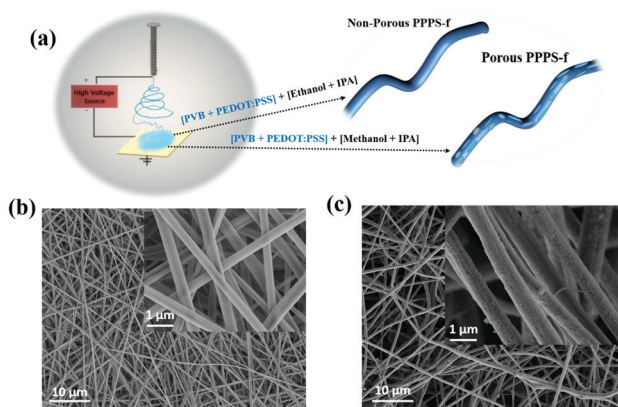 (a)
Non-Porous PPPS-f
Porous PPPS-f
+
High Voltage
Source
-
[PVB + PEDOT:PSS] + [Ethanol + IPA]
[PVB + PEDOT:PSS] + [Methanol + IPA]
(b)
(c)
1 µm
1 µm
10 µm
10 µm